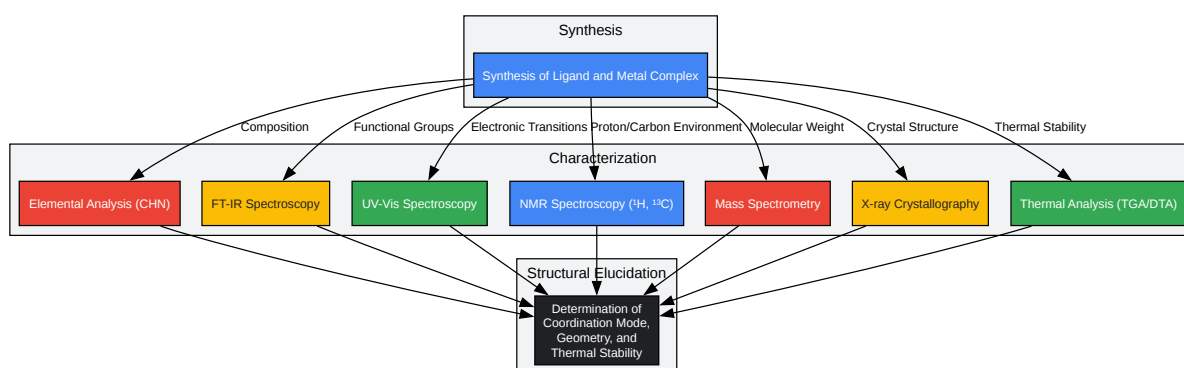 Synthesis
Synthesis of Ligand and Metal Complex
Composition
Functional Groups
Electronic Transitions
Proton/Carbon Environment
Molecular Weight
Crystal Structure
Thermal Stability
Characterization
Elemental Analysis (CHN)
FT-IR Spectroscopy
UV-Vis Spectroscopy
NMR Spectroscopy (¹H, ¹³C)
Mass Spectrometry
X-ray Crystallography
Thermal Analysis (TGA/DTA)
Structural Elucidation
Determination of
Coordination Mode,
Geometry, and
Thermal Stability